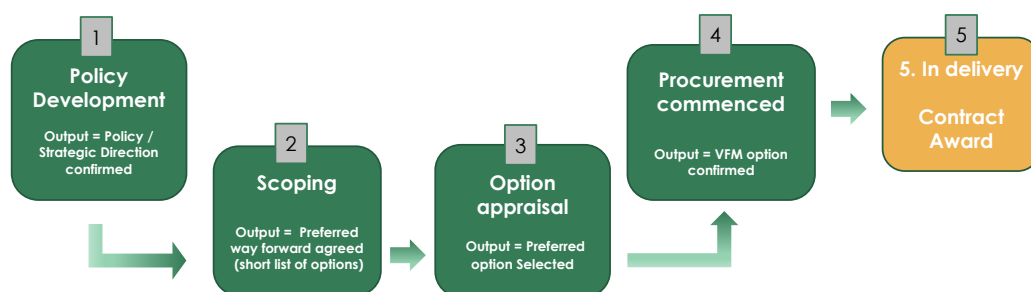 1
Policy
Development
Output = Policy /
Strategic Direction
confirmed
2
Scoping
Output =  Preferred
way forward agreed
(short list of options)
3
Option
appraisal
Output = Preferred
option Selected
4
Procurement
commenced
Output = VFM option
confirmed
5
5. In delivery
Contract
Award